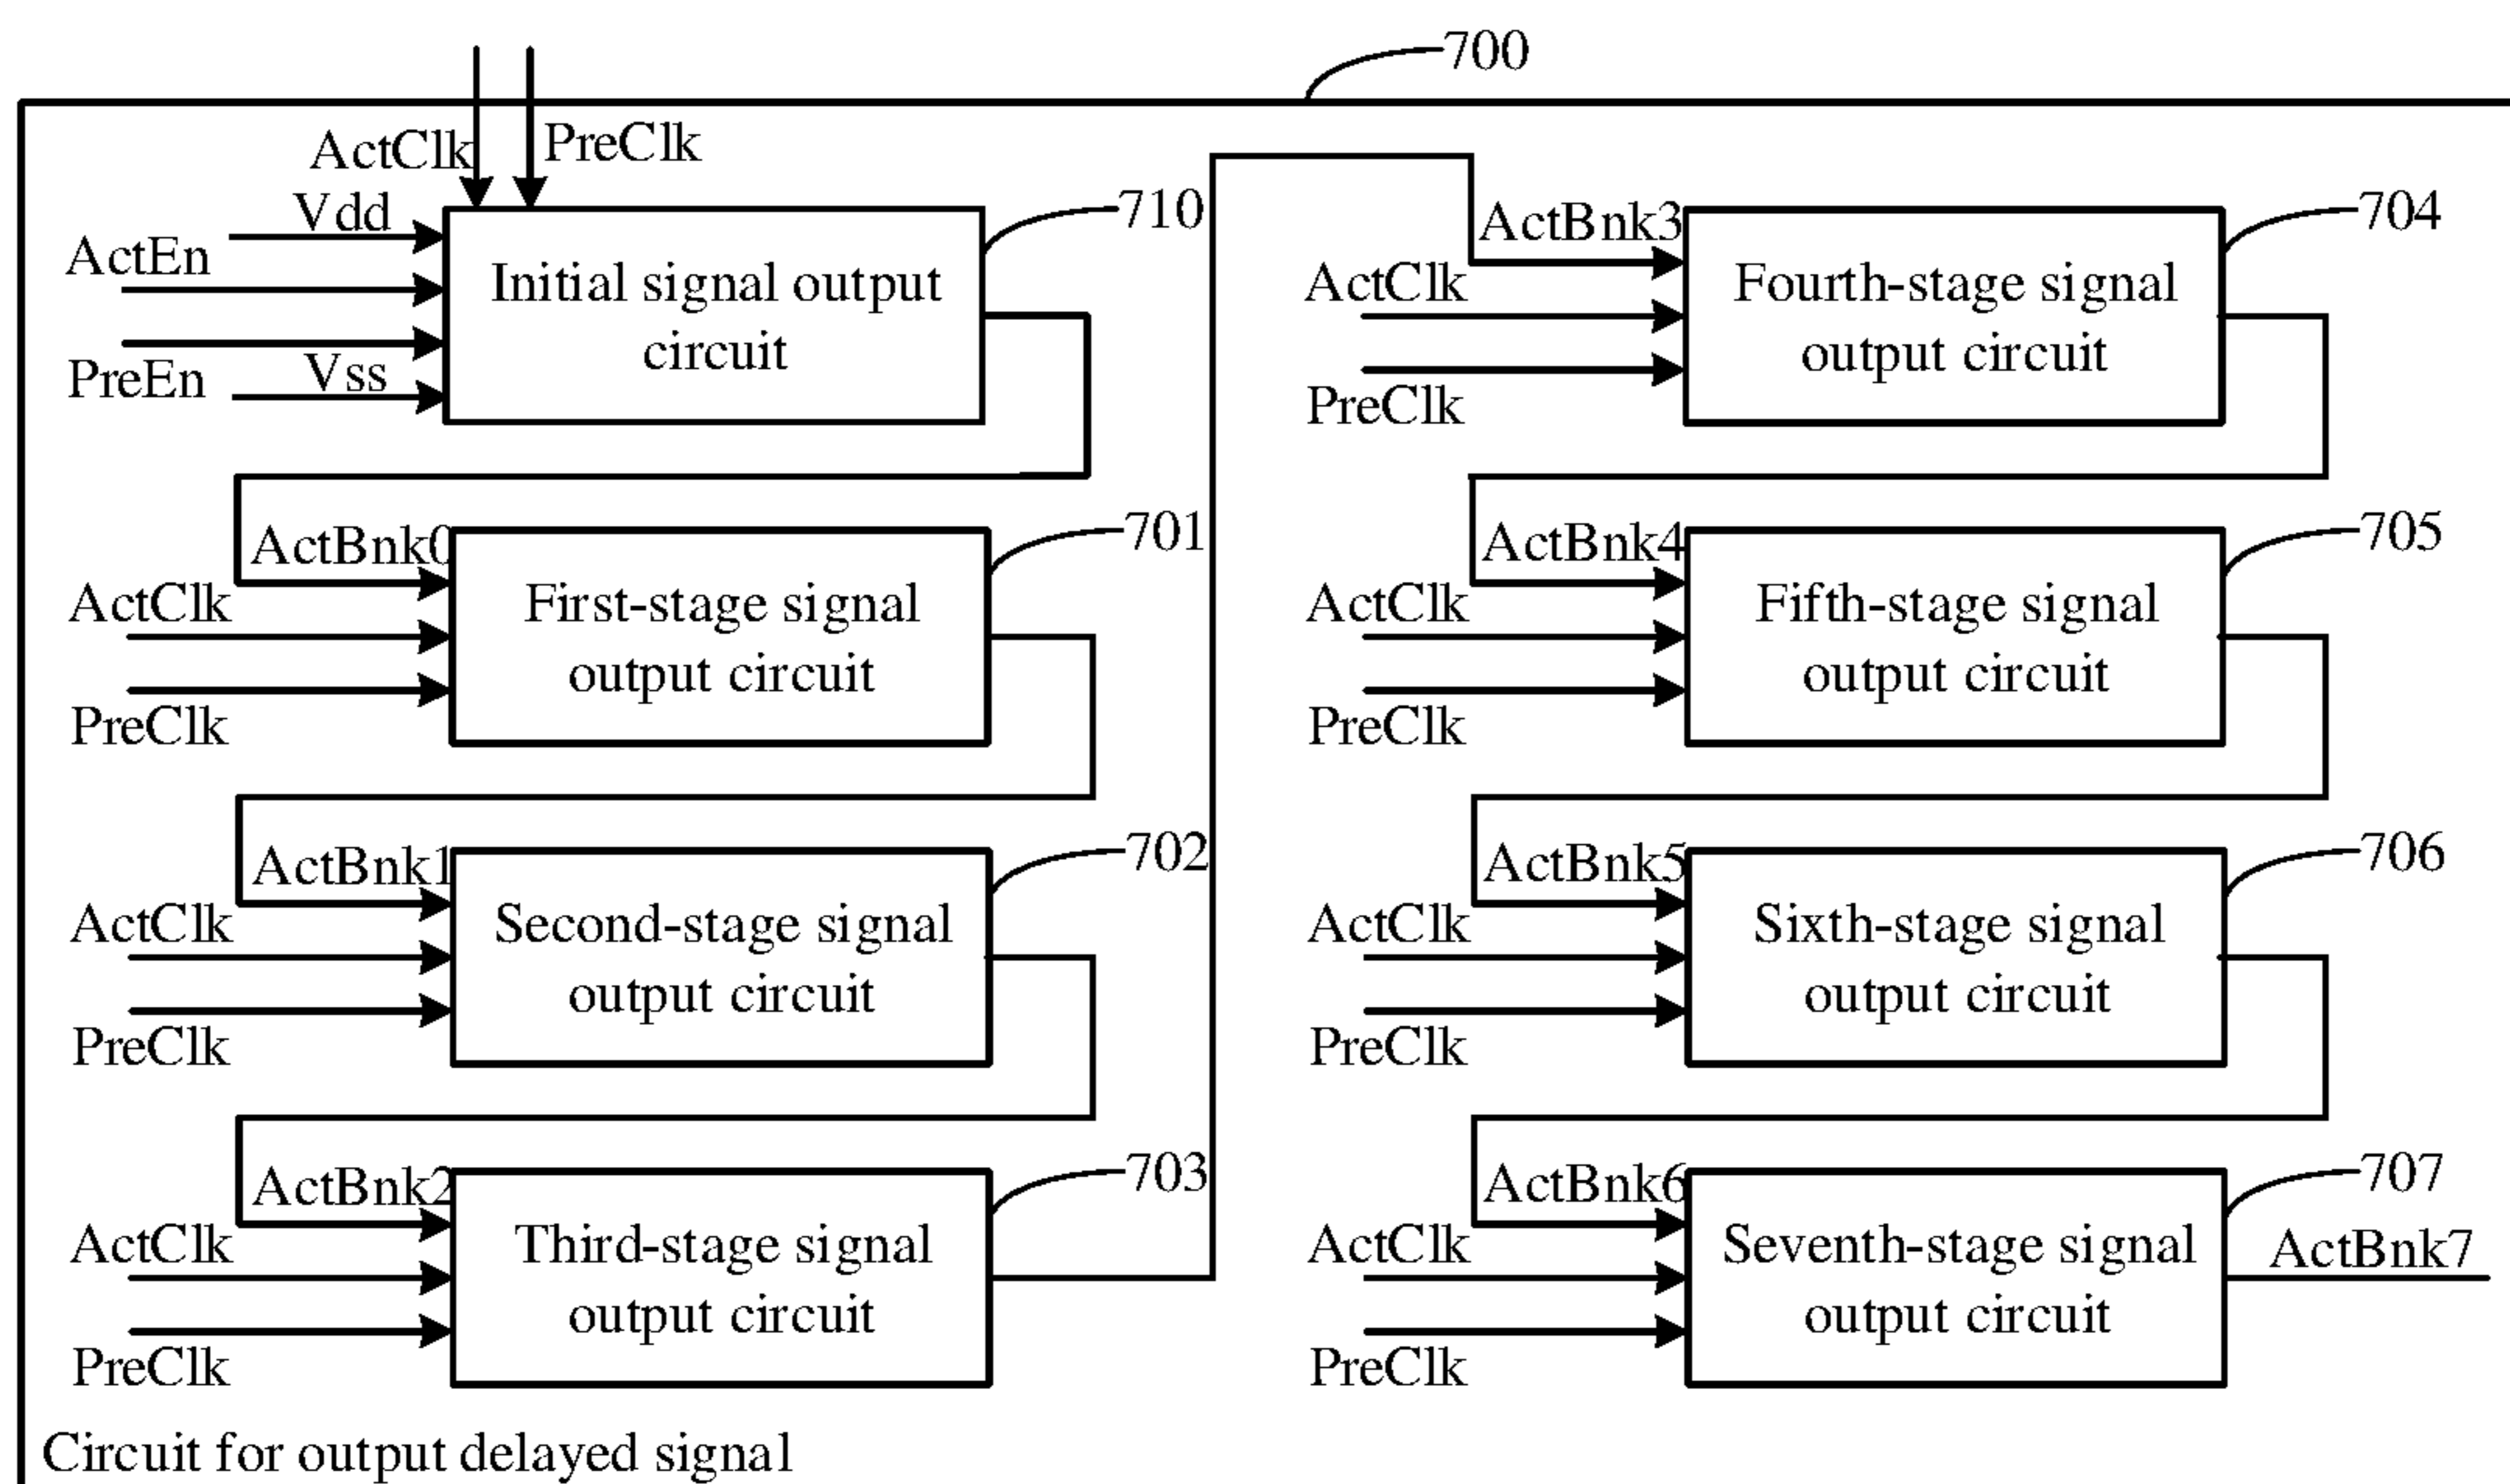 700
ActClk
PreClk
Vdd
ActEn
PreEn
Vss
Initial signal output
circuit
710
ActBnk0
ActClk
PreClk
First-stage signal
output circuit
701
ActBnk1
ActClk
PreClk
Second-stage signal
output circuit
702
ActBnk2
ActClk
PreClk
Third-stage signal
output circuit
703
ActBnk3
ActClk
PreClk
Fourth-stage signal
output circuit
704
ActBnk4
ActClk
PreClk
Fifth-stage signal
output circuit
705
ActBnk5
ActClk
PreClk
Sixth-stage signal
output circuit
706
ActBnk6
ActClk
PreClk
Seventh-stage signal
output circuit
707
ActBnk7
Circuit for output delayed signal